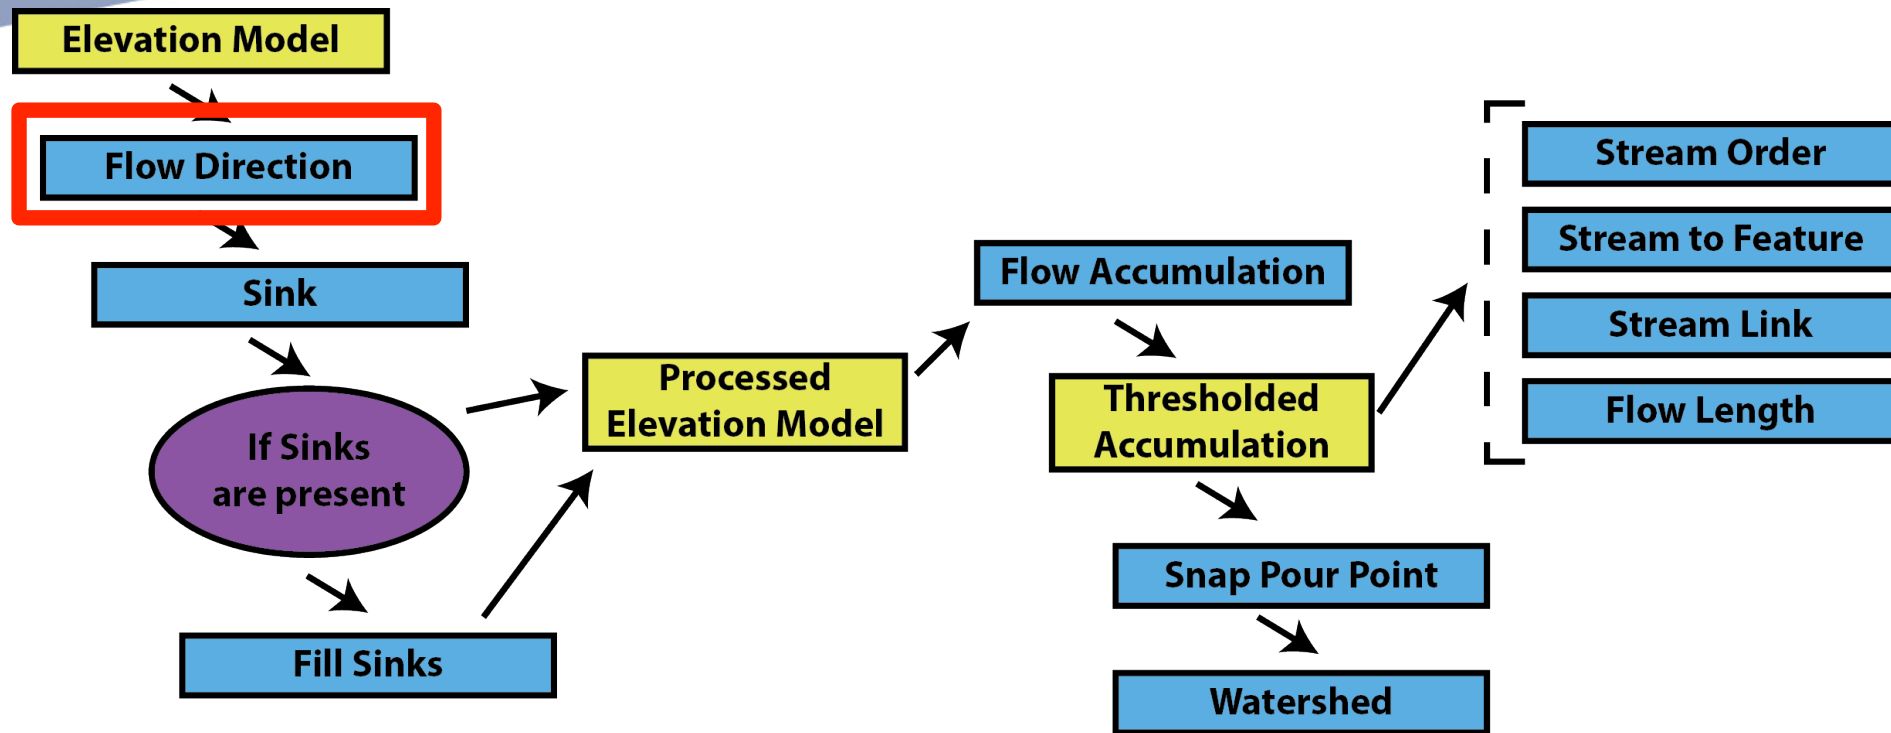 Elevation Model
Flow Direction
Sink
If Sinks
are present
Fill Sinks
Processed
Elevation Model
Flow Accumulation
Thresholded
Accumulation
Snap Pour Point
Watershed
Stream Order
Stream to Feature
Stream Link
Flow Length